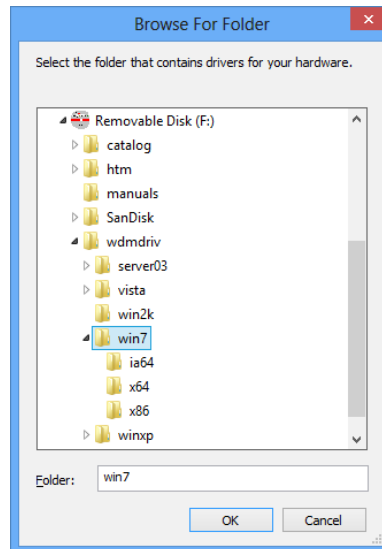 Browse For Folder
Select the folder that contains drivers for your hardware.
Removable Disk (F:)
catalog
htm
manuals
SanDisk
wdmdriv
server03
vista
win2k
win7
ia64
x64
x86
winxp
Folder: win7
OK Cancel